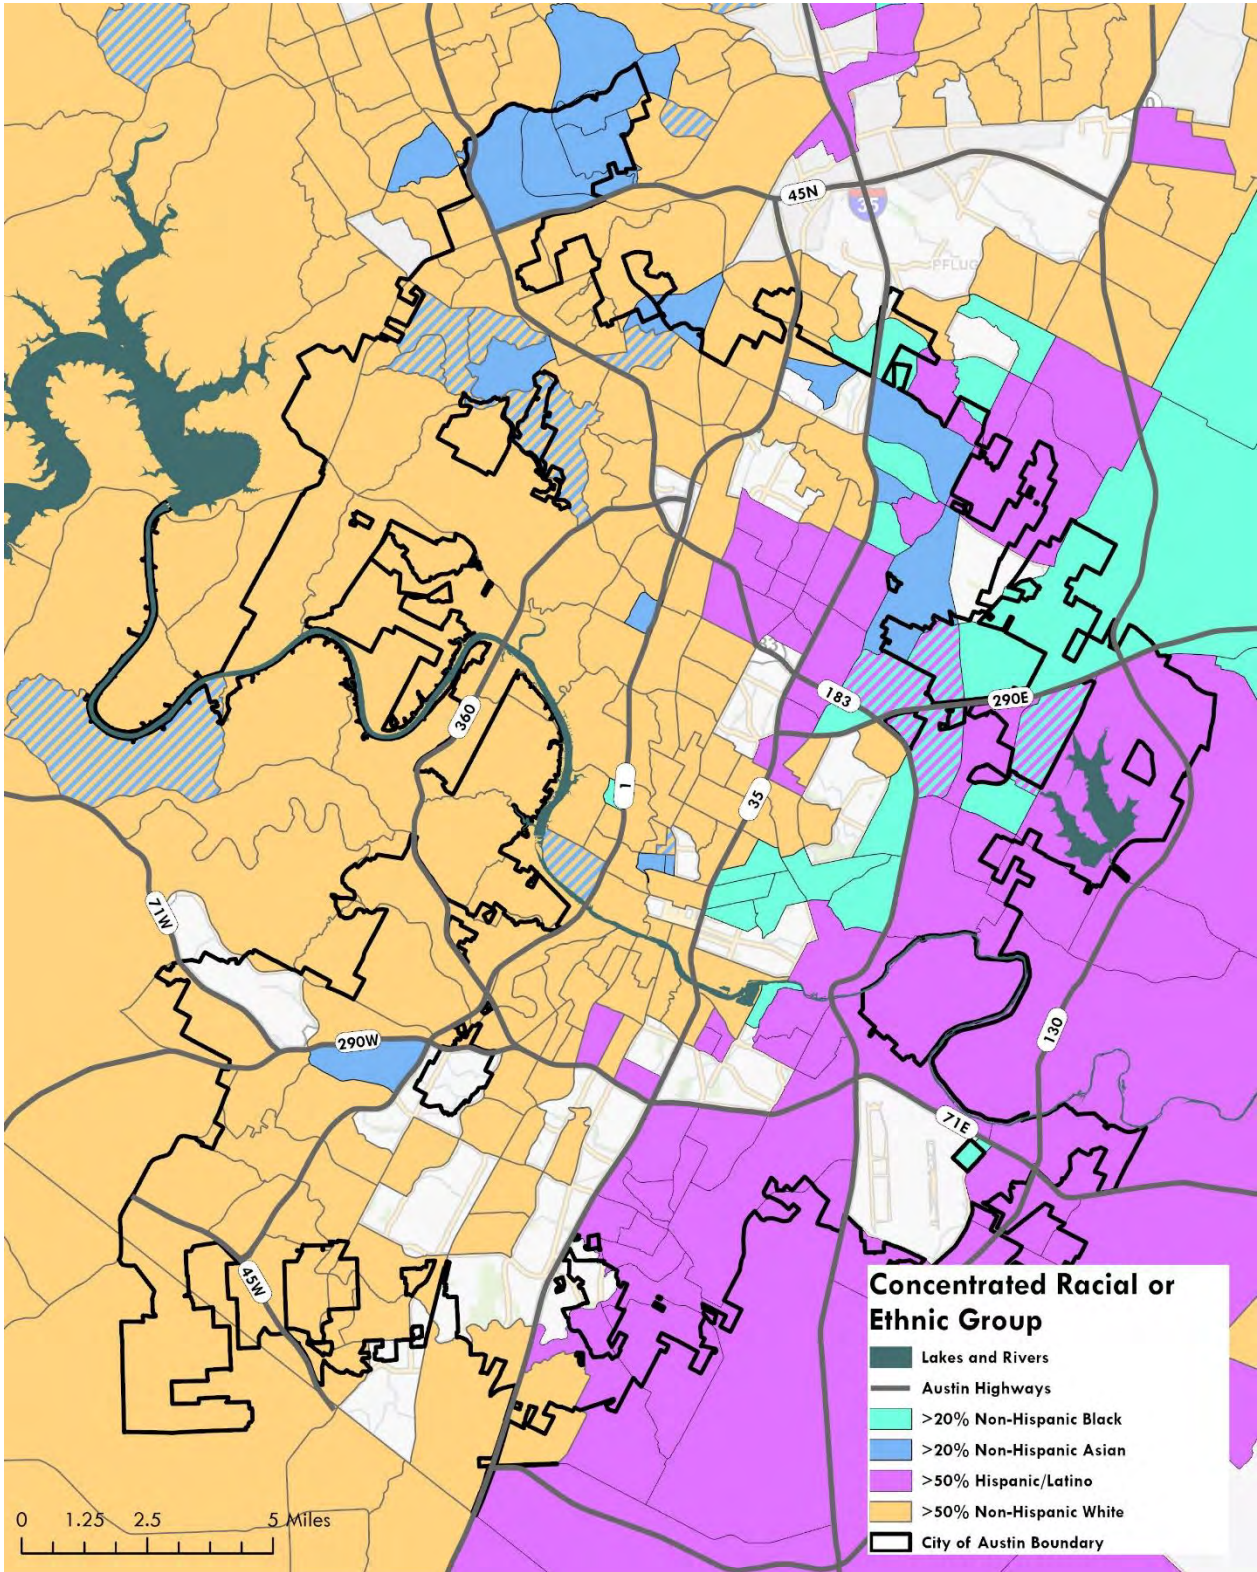 45N
35
PFLUG
183
290E
360
1
35
71W
290W
130
71E
45W
Concentrated Racial or
Ethnic Group
Lakes and Rivers
Austin Highways
>20% Non-Hispanic Black
>20% Non-Hispanic Asian
>50% Hispanic/Latino
>50% Non-Hispanic White
City of Austin Boundary
0 1.25 2.5 5 Miles